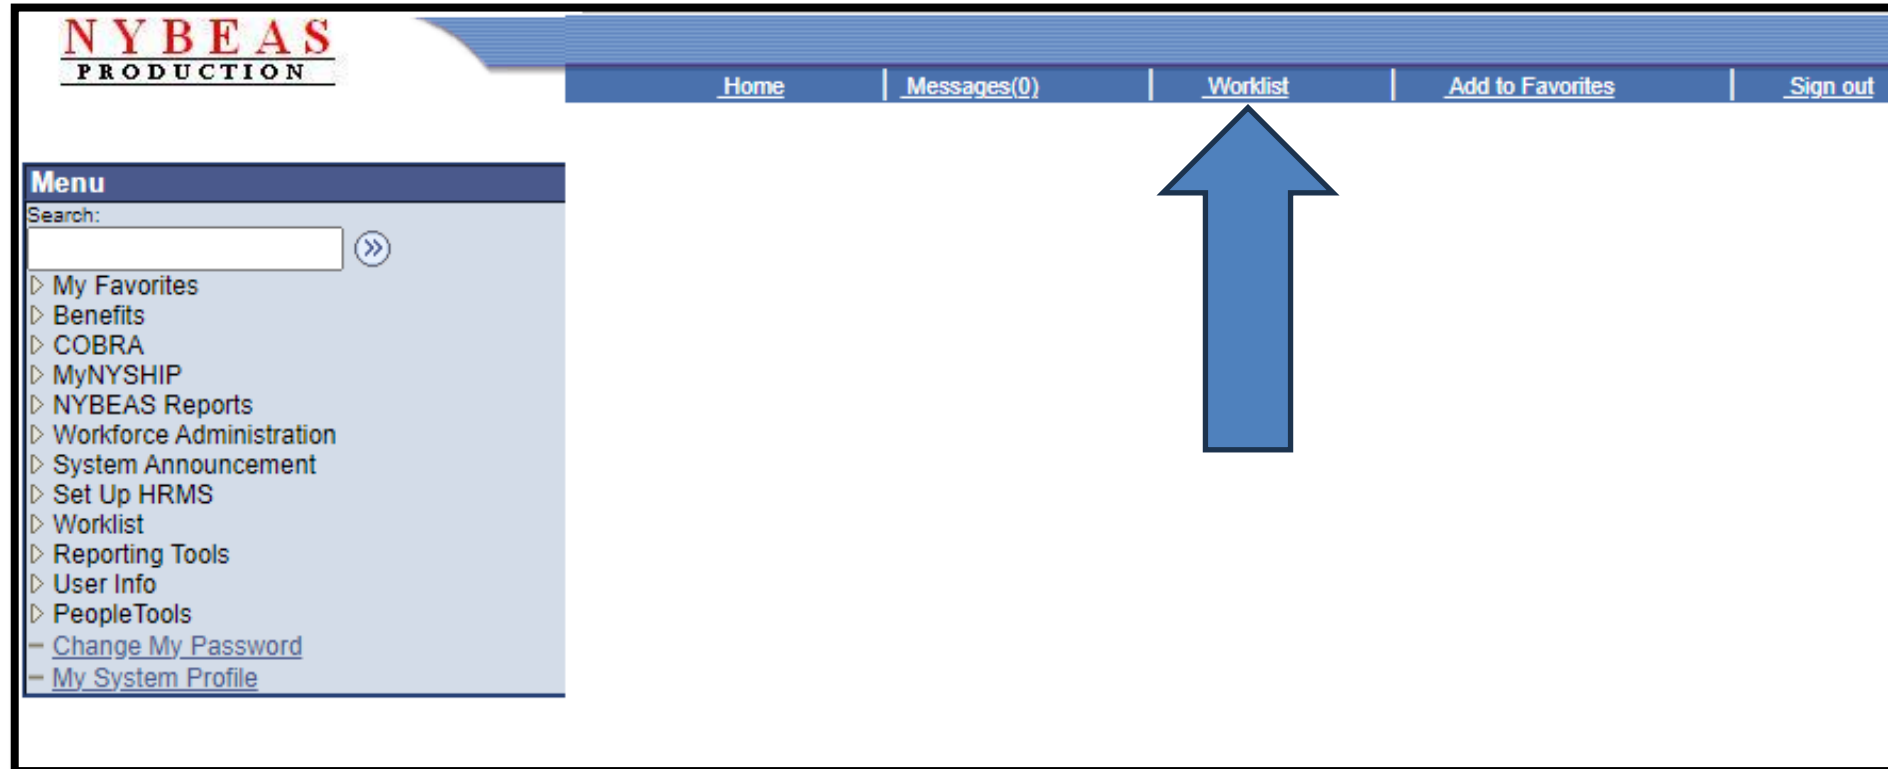 NYBEAS
PRODUCTION
Home Messages(0) Worklist Add to Favorites Sign out
Menu
Search:
My Favorites
Benefits
COBRA
MyNYSHIP
NYBEAS Reports
Workforce Administration
System Announcement
Set Up HRMS
Worklist
Reporting Tools
User Info
PeopleTools
Change My Password
My System Profile